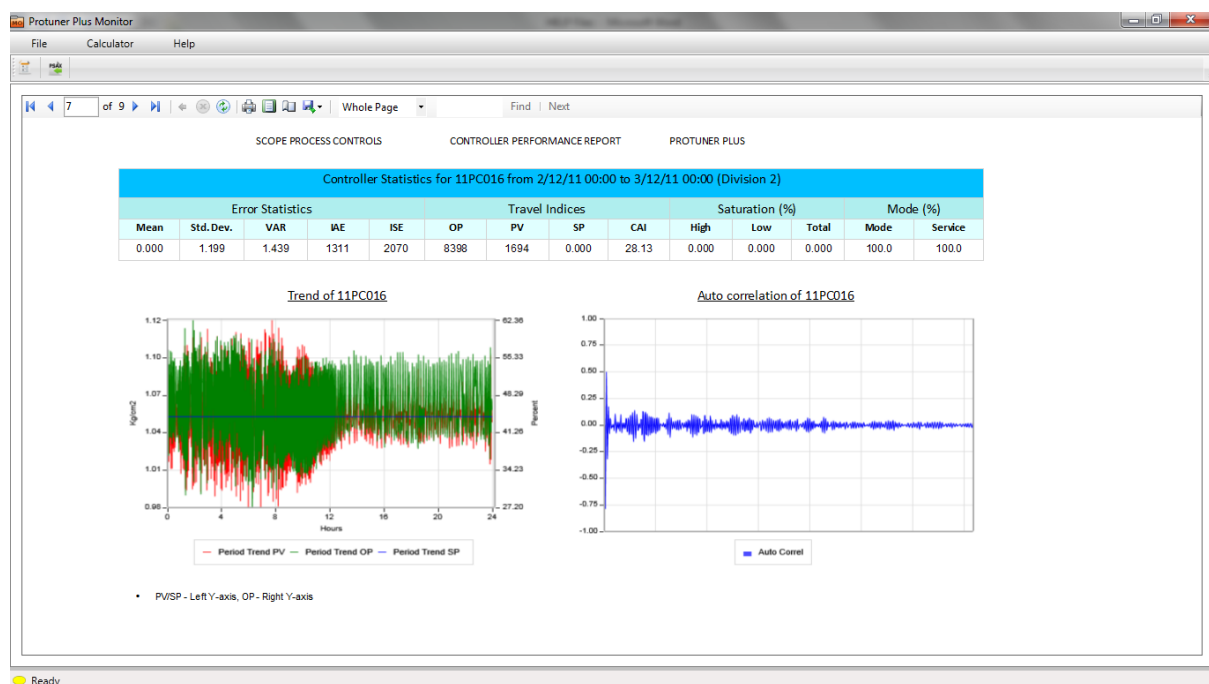 Protuner Plus Monitor
File Calculator Help
7 of 9 Whole Page Find | Next
SCOPE PROCESS CONTROLS CONTROLLER PERFORMANCE REPORT PROTUNER PLUS
Controller Statistics for 11PC016 from 2/12/11 00:00 to 3/12/11 00:00 (Division 2)
Error Statistics Travel Indices Saturation (%) Mode (%)
Mean Std. Dev. VAR IAE ISE OP PV SP CAI High Low Total Mode Service
0.000 1.199 1.439 1311 2070 8398 1694 0.000 28.13 0.000 0.000 0.000 100.0 100.0
Trend of 11PC016
1.12
1.10
1.07
1.04
1.01
0.98
Kg/cm2
62.36
55.33
48.29
41.26
34.23
27.20
Percent
0 4 8 12 16 20 24
Hours
Period Trend PV Period Trend OP Period Trend SP
Auto correlation of 11PC016
1.00
0.75
0.50
0.25
0.00
-0.25
-0.50
-0.75
-1.00
Auto Correl
• PV/SP - Left Y-axis, OP - Right Y-axis
Ready